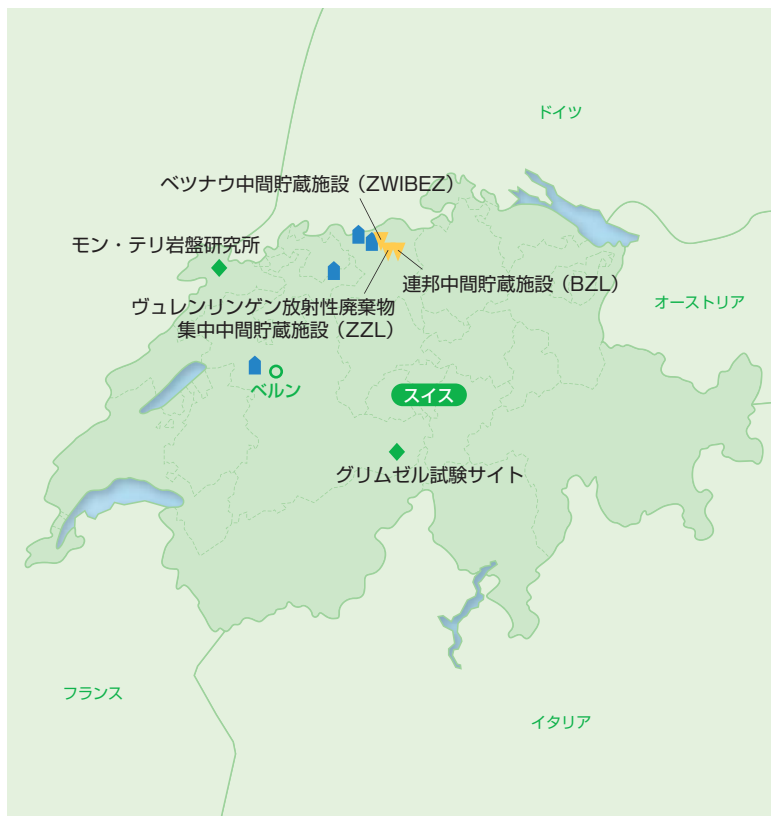 ドイツ
ベツナウ中間貯蔵施設（ZWIBEZ）
モン・テリ岩盤研究所
連邦中間貯蔵施設（BZL）
オーストリア
ヴュレンリンゲン放射性廃棄物
集中中間貯蔵施設（ZZL）
ベルン
スイス
グリムゼル試験サイト
フランス
イタリア